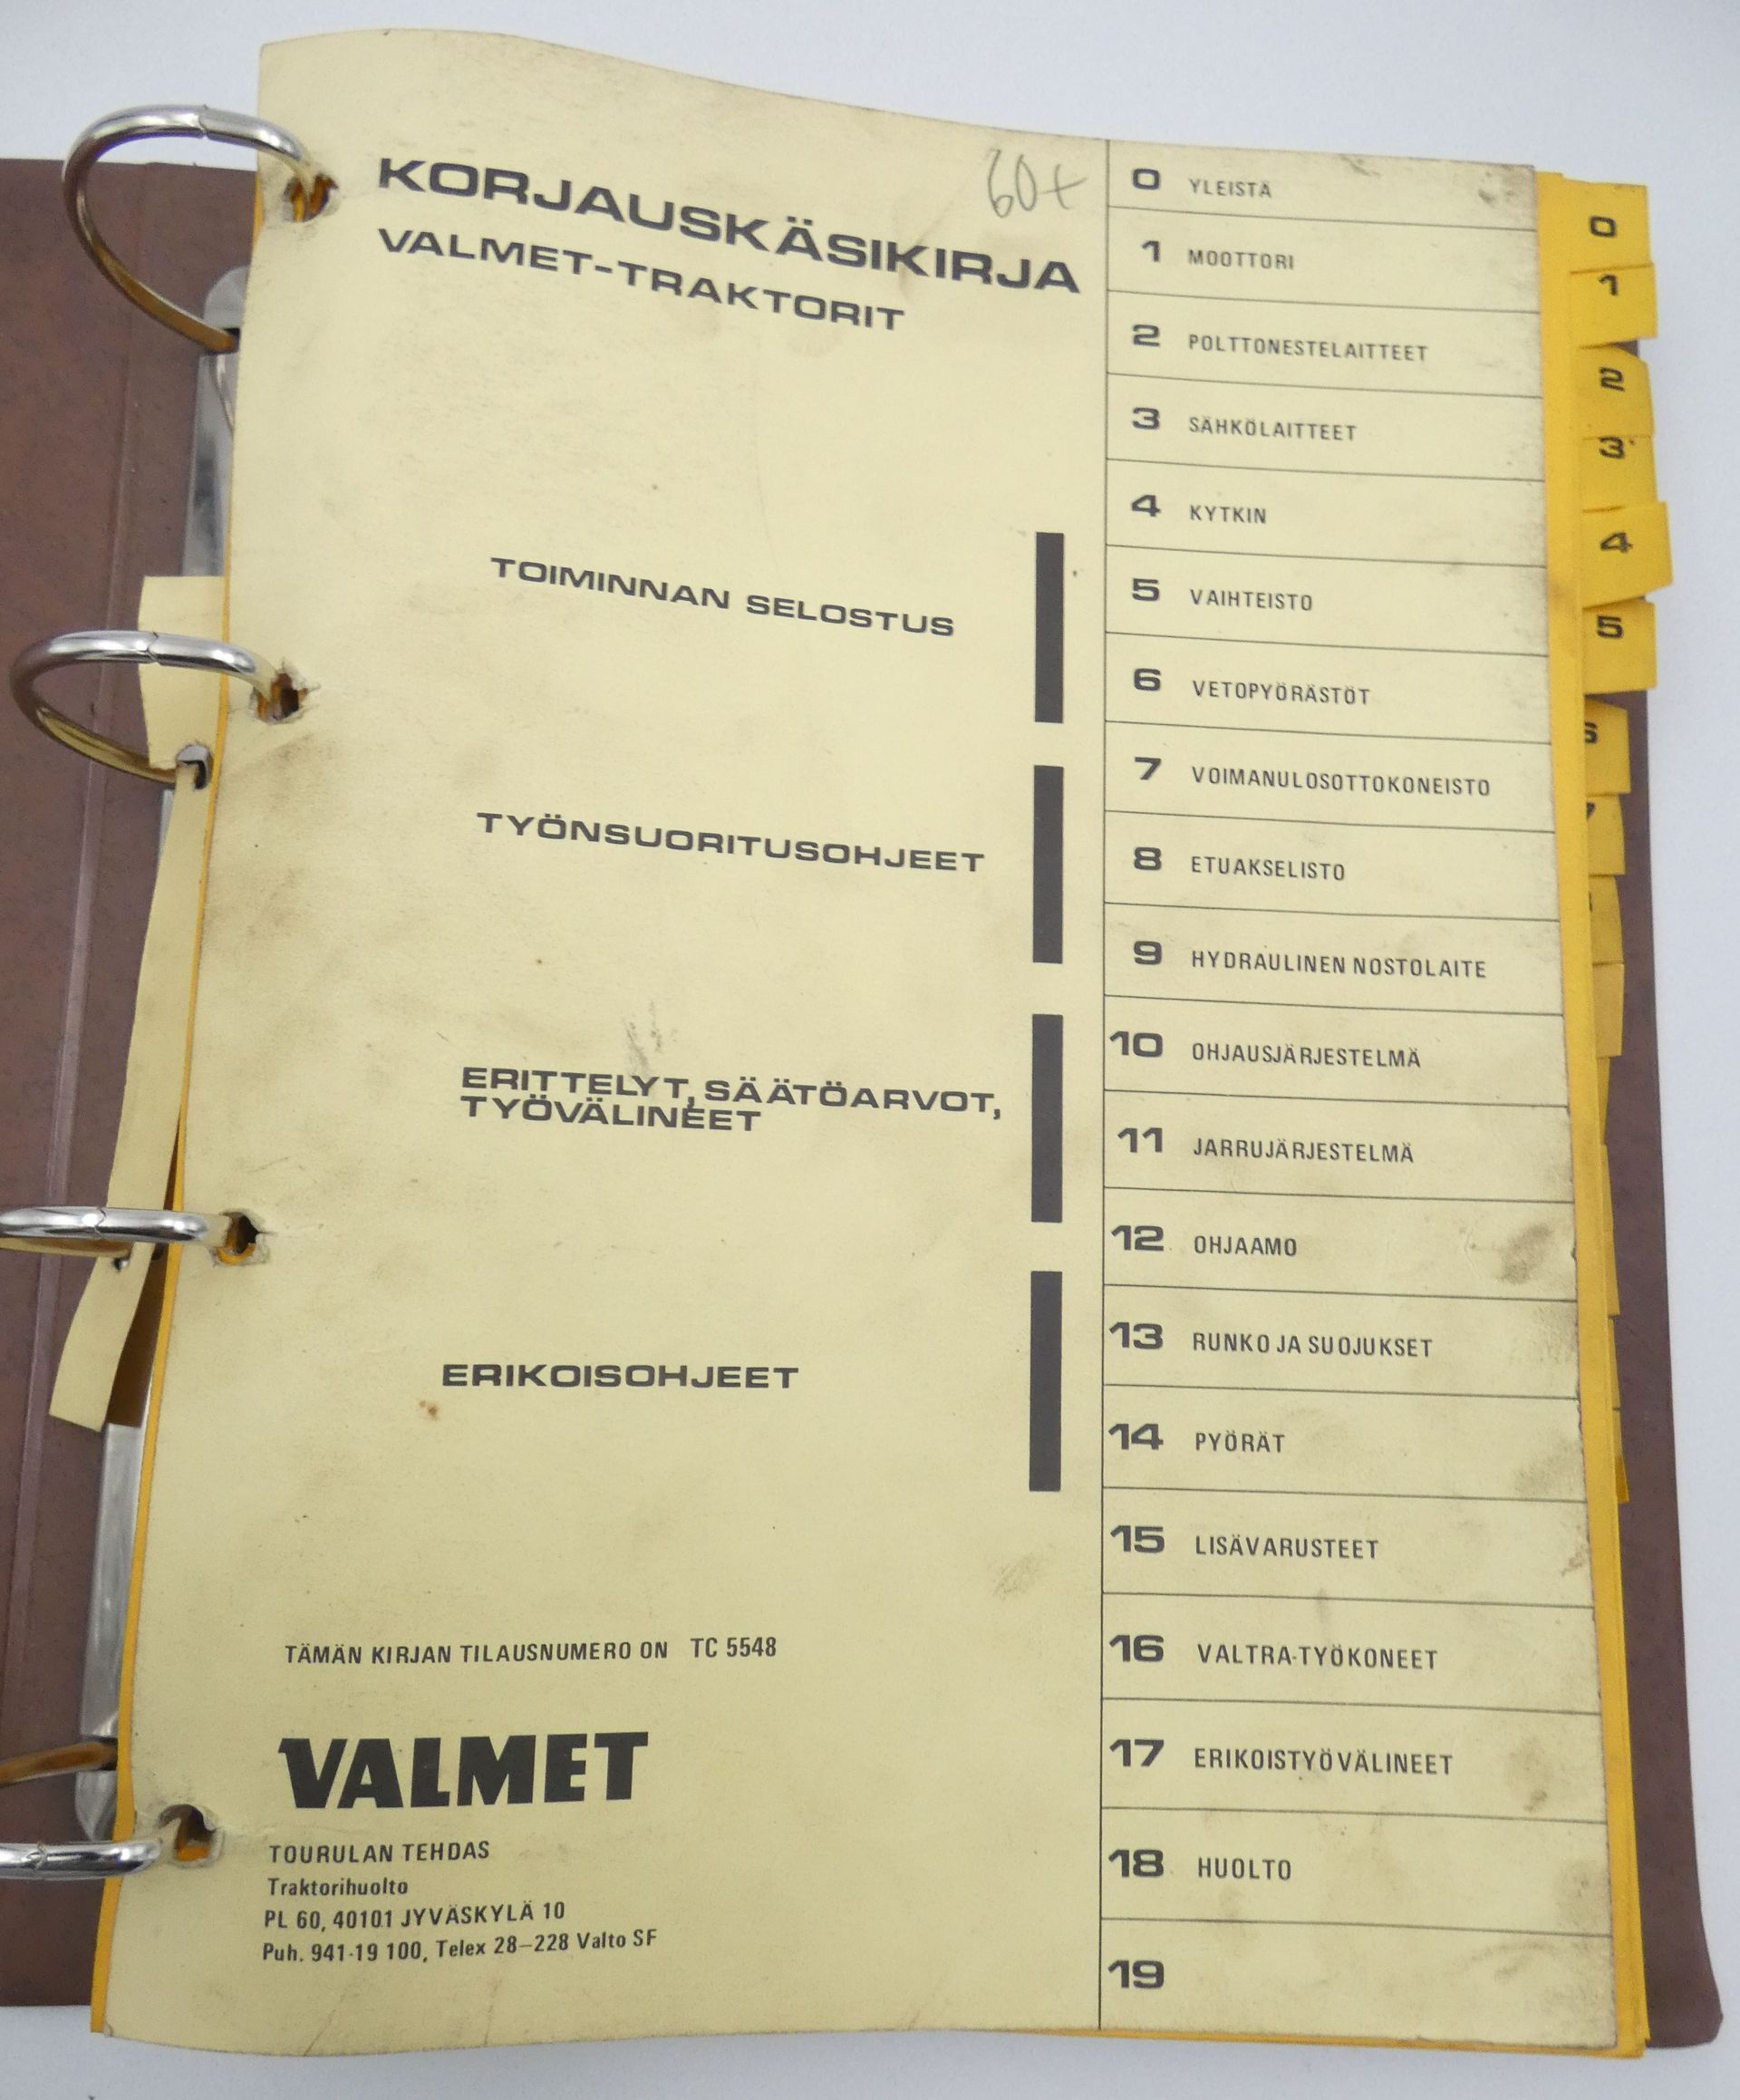 60+
KORJAUSKÄSIKIRJA
VALMET-TRAKTORIT
TOIMINNAN SELOSTUS
TYÖNSUORITUSOHJEET
ERITTELYT, SÄÄTÖARVOT,
TYÖVÄLINEET
ERIKOISOHJEET
TÄMÄN KIRJAN TILAUSNUMERO ON TC 5548
VALMET
TOURULAN TEHDAS
Traktorihuolto
PL 60, 40101 JYVÄSKYLÄ 10
Puh. 941-19 100, Telex 28-228 Valto SF
0 YLEISTÄ
1 MOOTTORI
2 POLTTONESTELAITTEET
3 SÄHKÖLAITTEET
4 KYTKIN
5 VAIHTEISTO
6 VETOPYÖRÄSTÖT
7 VOIMANULOSOTTOKONEISTO
8 ETUAKSELISTO
9 HYDRAULINEN NOSTOLAITE
10 OHJAUSJÄRJESTELMÄ
11 JARRUJÄRJESTELMÄ
12 OHJAAMO
13 RUNKO JA SUOJUKSET
14 PYÖRÄT
15 LISÄVARUSTEET
16 VALTRA-TYÖKONEET
17 ERIKOISTYÖVÄLINEET
18 HUOLTO
19
0
1
2
3
4
5
6